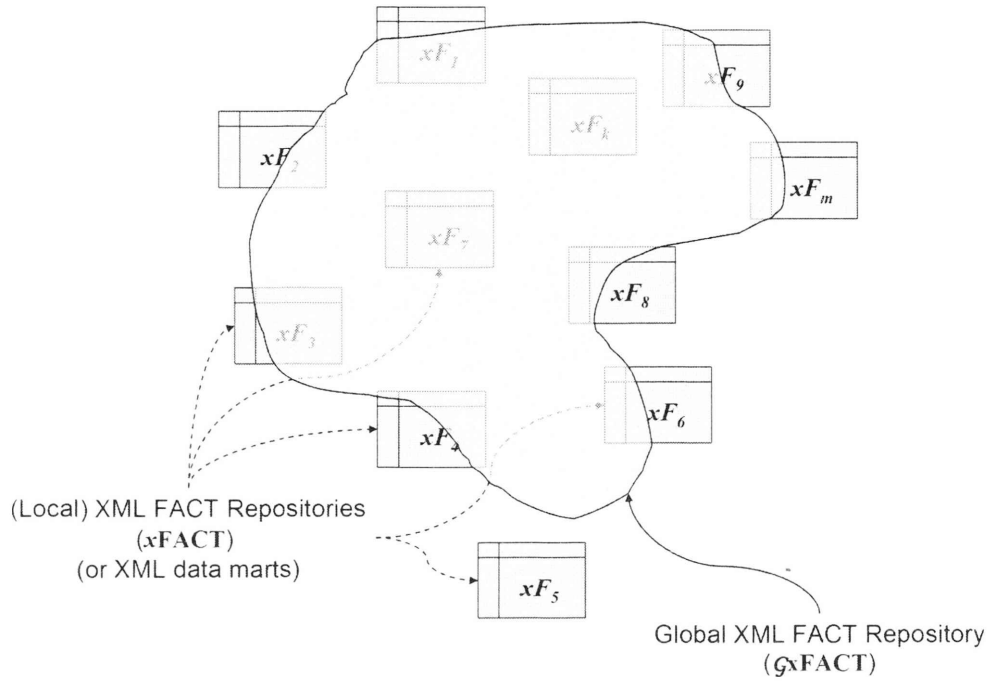 xF1
xF9
xFk
xF2
xFm
xF7
xF8
xF3
xF6
xF4
(Local) XML FACT Repositories
(xFACT)
(or XML data marts)
xF5
Global XML FACT Repository
(GxFACT)